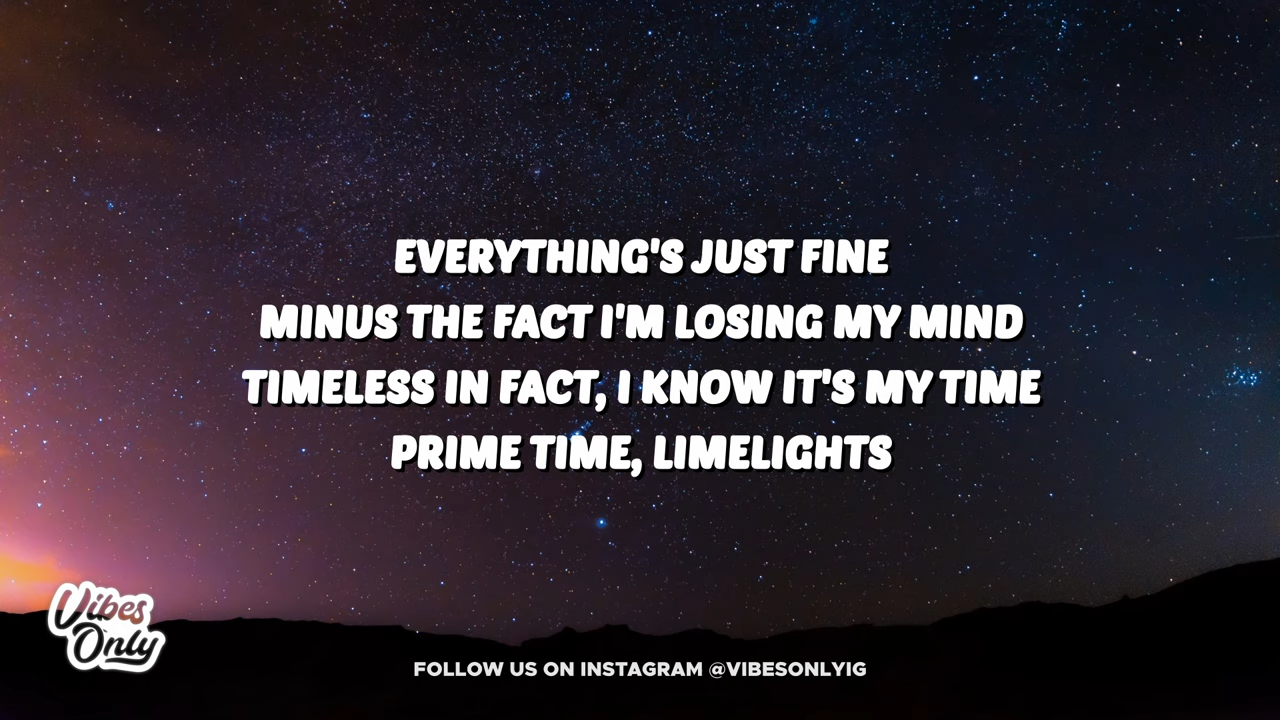 EVERYTHING'S JUST FINE
MINUS THE FACT I'M LOSING MY MIND
TIMELESS IN FACT, I KNOW IT'S MY TIME
PRIME TIME, LIMELIGHTS
Vibes
Only
FOLLOW US ON INSTAGRAM @VIBESONLYIG